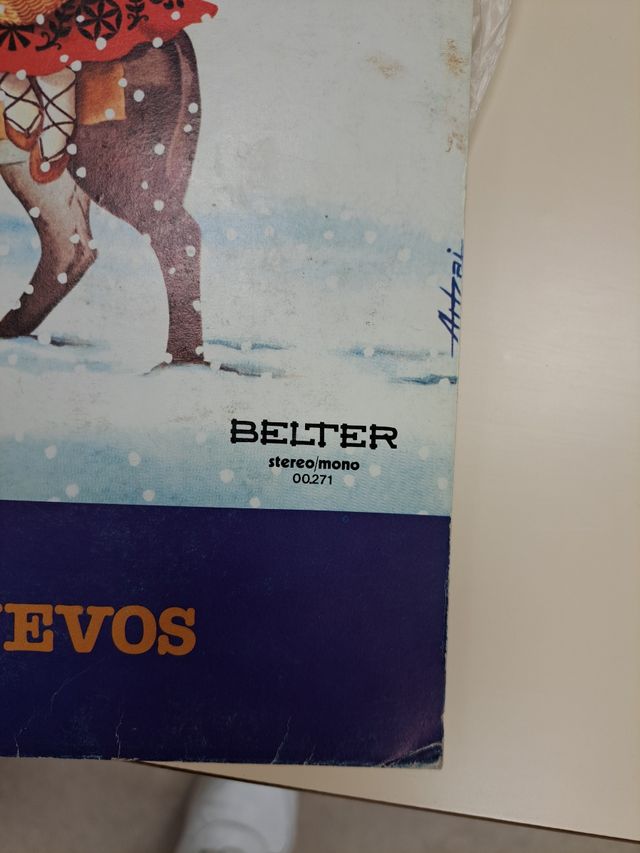 BELTER
stereo/mono
00.271
EVOS